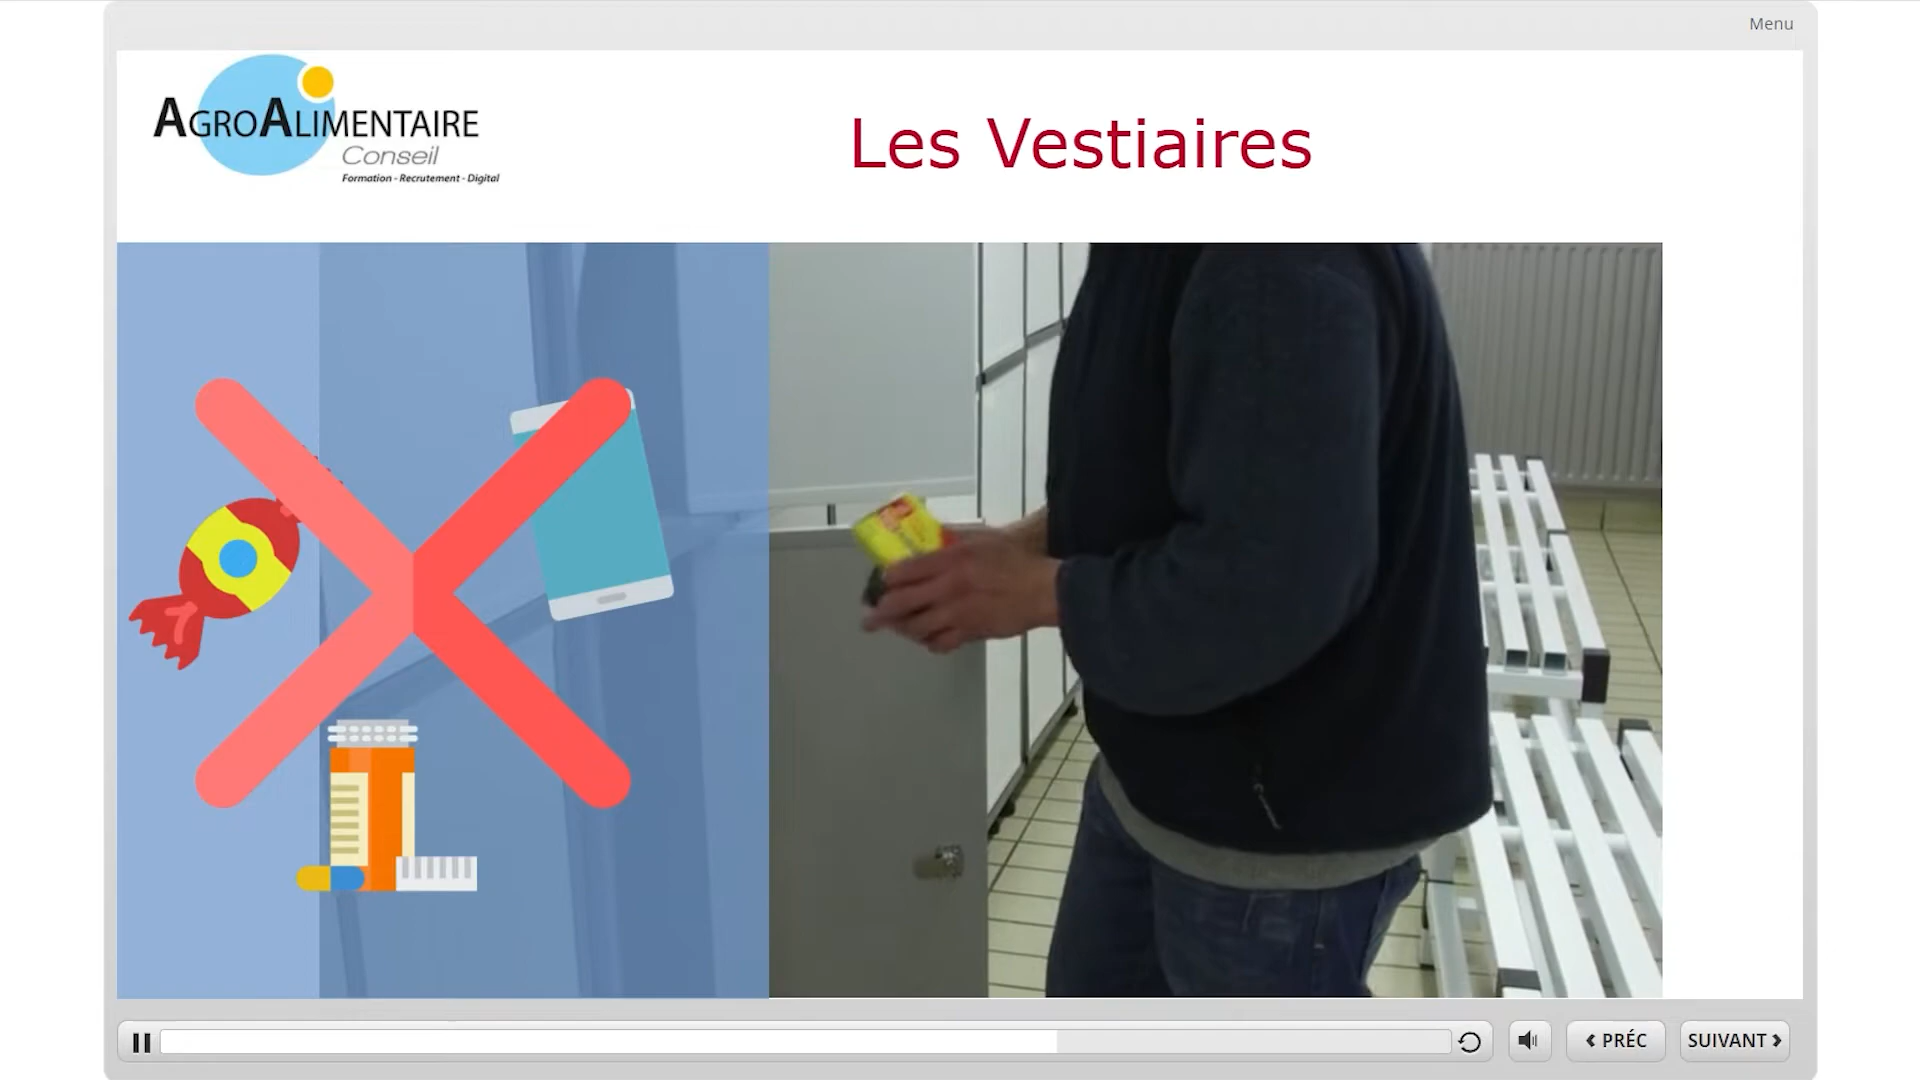 Menu
AGROALIMENTAIRE
Conseil
Formation - Recrutement - Digital
Les Vestiaires
PRÉC
SUIVANT